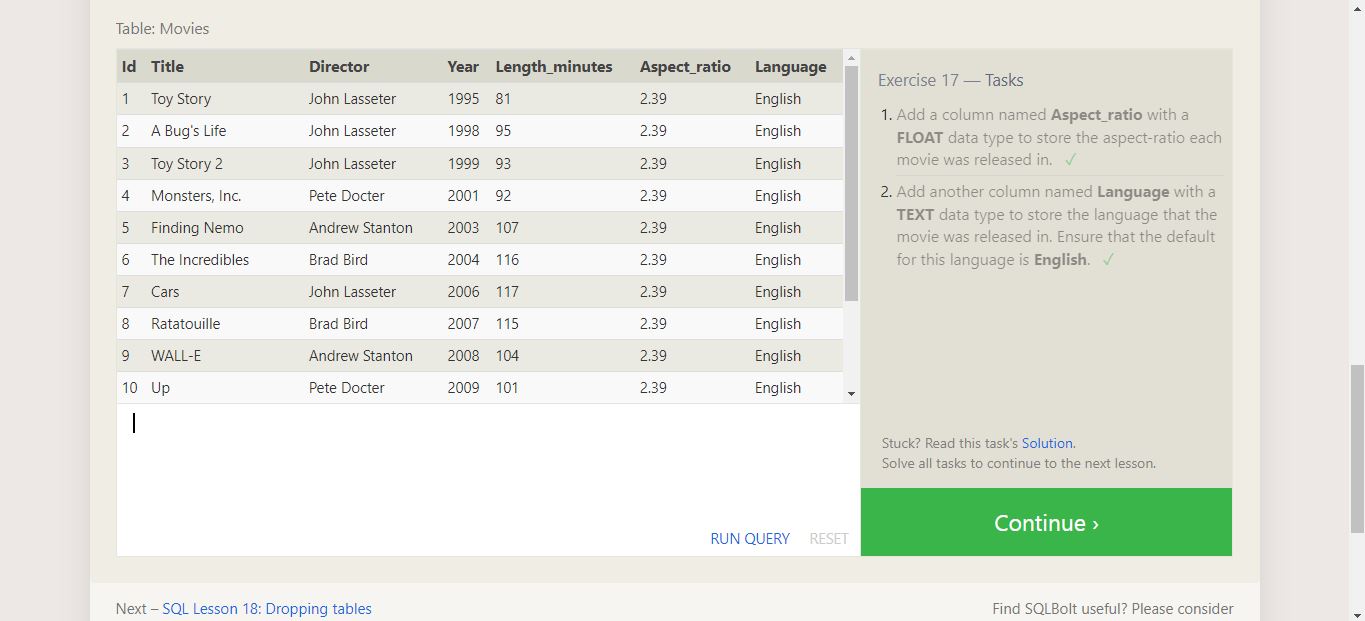 Table: Movies
Id Title Director Year Length_minutes Aspect_ratio Language
1 Toy Story John Lasseter 1995 81 2.39 English
2 A Bug's Life John Lasseter 1998 95 2.39 English
3 Toy Story 2 John Lasseter 1999 93 2.39 English
4 Monsters, Inc. Pete Docter 2001 92 2.39 English
5 Finding Nemo Andrew Stanton 2003 107 2.39 English
6 The Incredibles Brad Bird 2004 116 2.39 English
7 Cars John Lasseter 2006 117 2.39 English
8 Ratatouille Brad Bird 2007 115 2.39 English
9 WALL-E Andrew Stanton 2008 104 2.39 English
10 Up Pete Docter 2009 101 2.39 English
RUN QUERY RESET
Exercise 17 — Tasks
1. Add a column named Aspect_ratio with a
FLOAT data type to store the aspect-ratio each
movie was released in. ✓
2. Add another column named Language with a
TEXT data type to store the language that the
movie was released in. Ensure that the default
for this language is English. ✓
Stuck? Read this task's Solution.
Solve all tasks to continue to the next lesson.
Continue ›
Next – SQL Lesson 18: Dropping tables
Find SQLBolt useful? Please consider